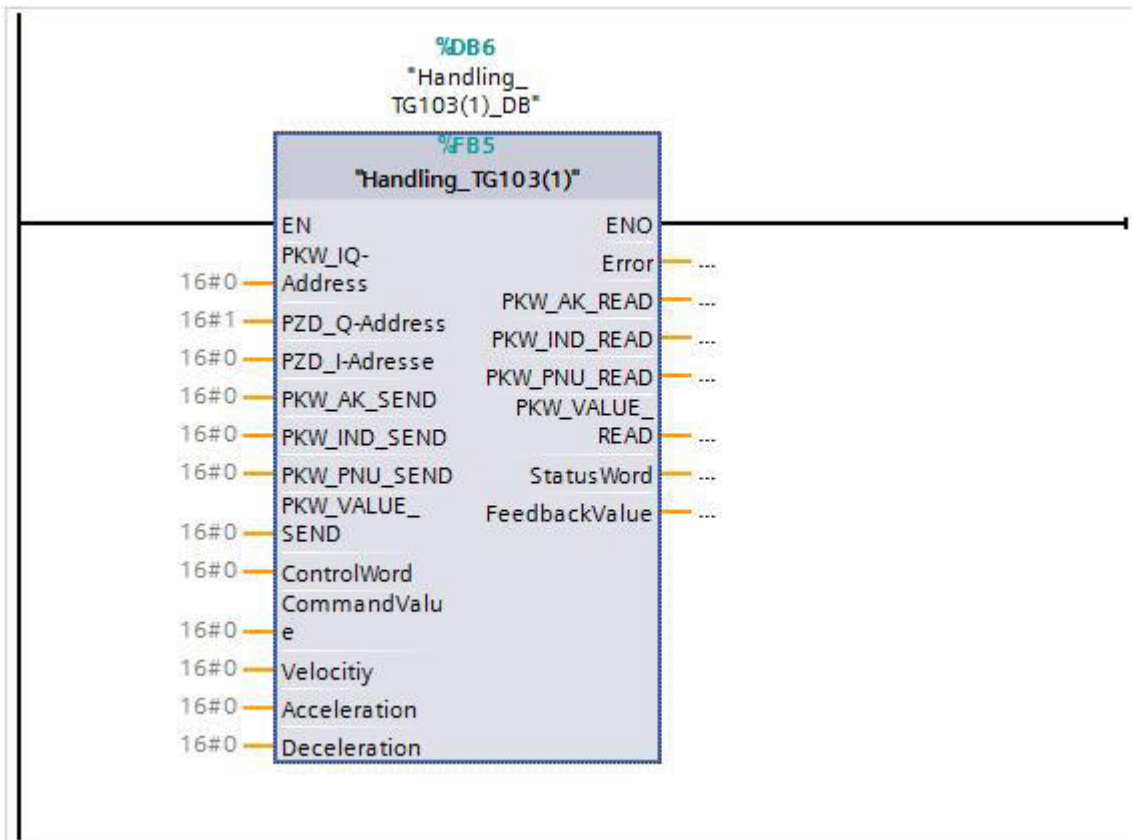 %DB6
"Handling_
TG103(1)_DB"
%FB5
"Handling_TG103(1)"
EN
ENO
PKW_IQ-
16#0 Address
Error ...
16#1 PZD_Q-Address
PKW_AK_READ ...
16#0 PZD_I-Adresse
PKW_IND_READ ...
16#0 PKW_AK_SEND
PKW_PNU_READ ...
16#0 PKW_IND_SEND
PKW_VALUE_
READ ...
16#0 PKW_PNU_SEND
StatusWord ...
PKW_VALUE_
16#0 SEND
FeedbackValue ...
16#0 ControlWord
CommandValu
16#0 e
16#0 Velocitiy
16#0 Acceleration
16#0 Deceleration